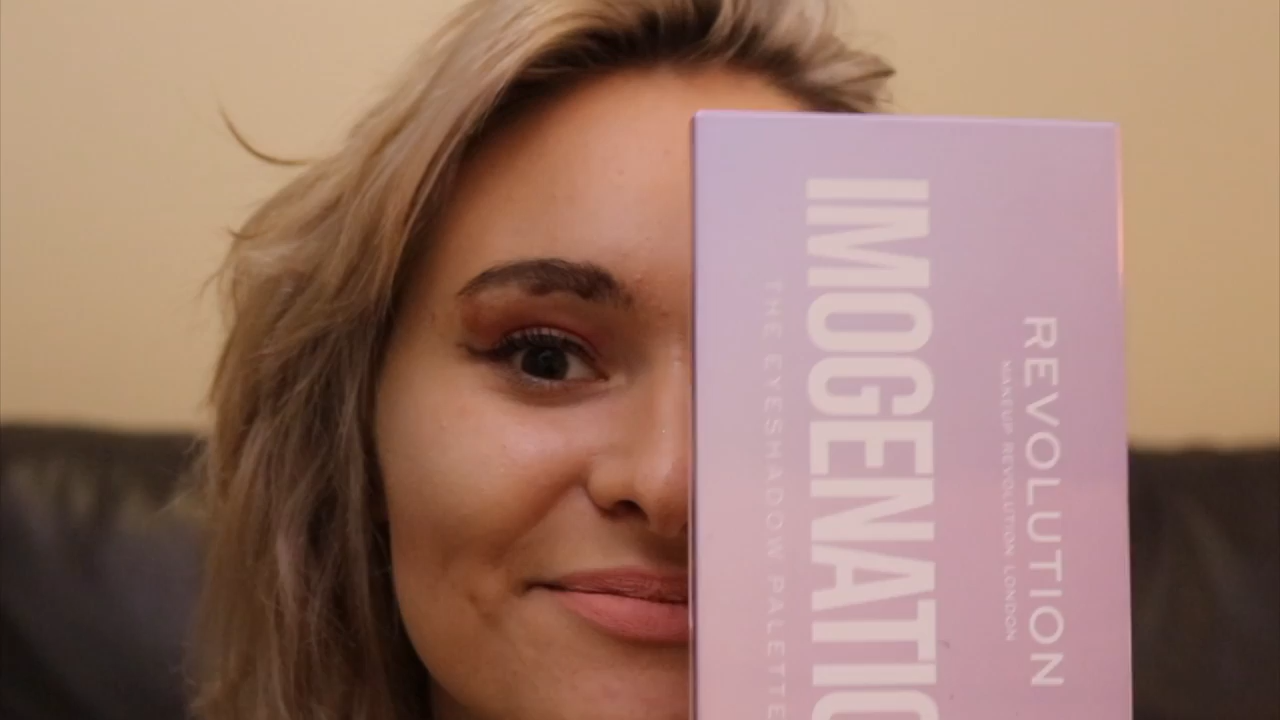 REVOLUTION
MAKEUP REVOLUTION LONDON
IMOGENATIO
THE EYESHADOW PALETTE